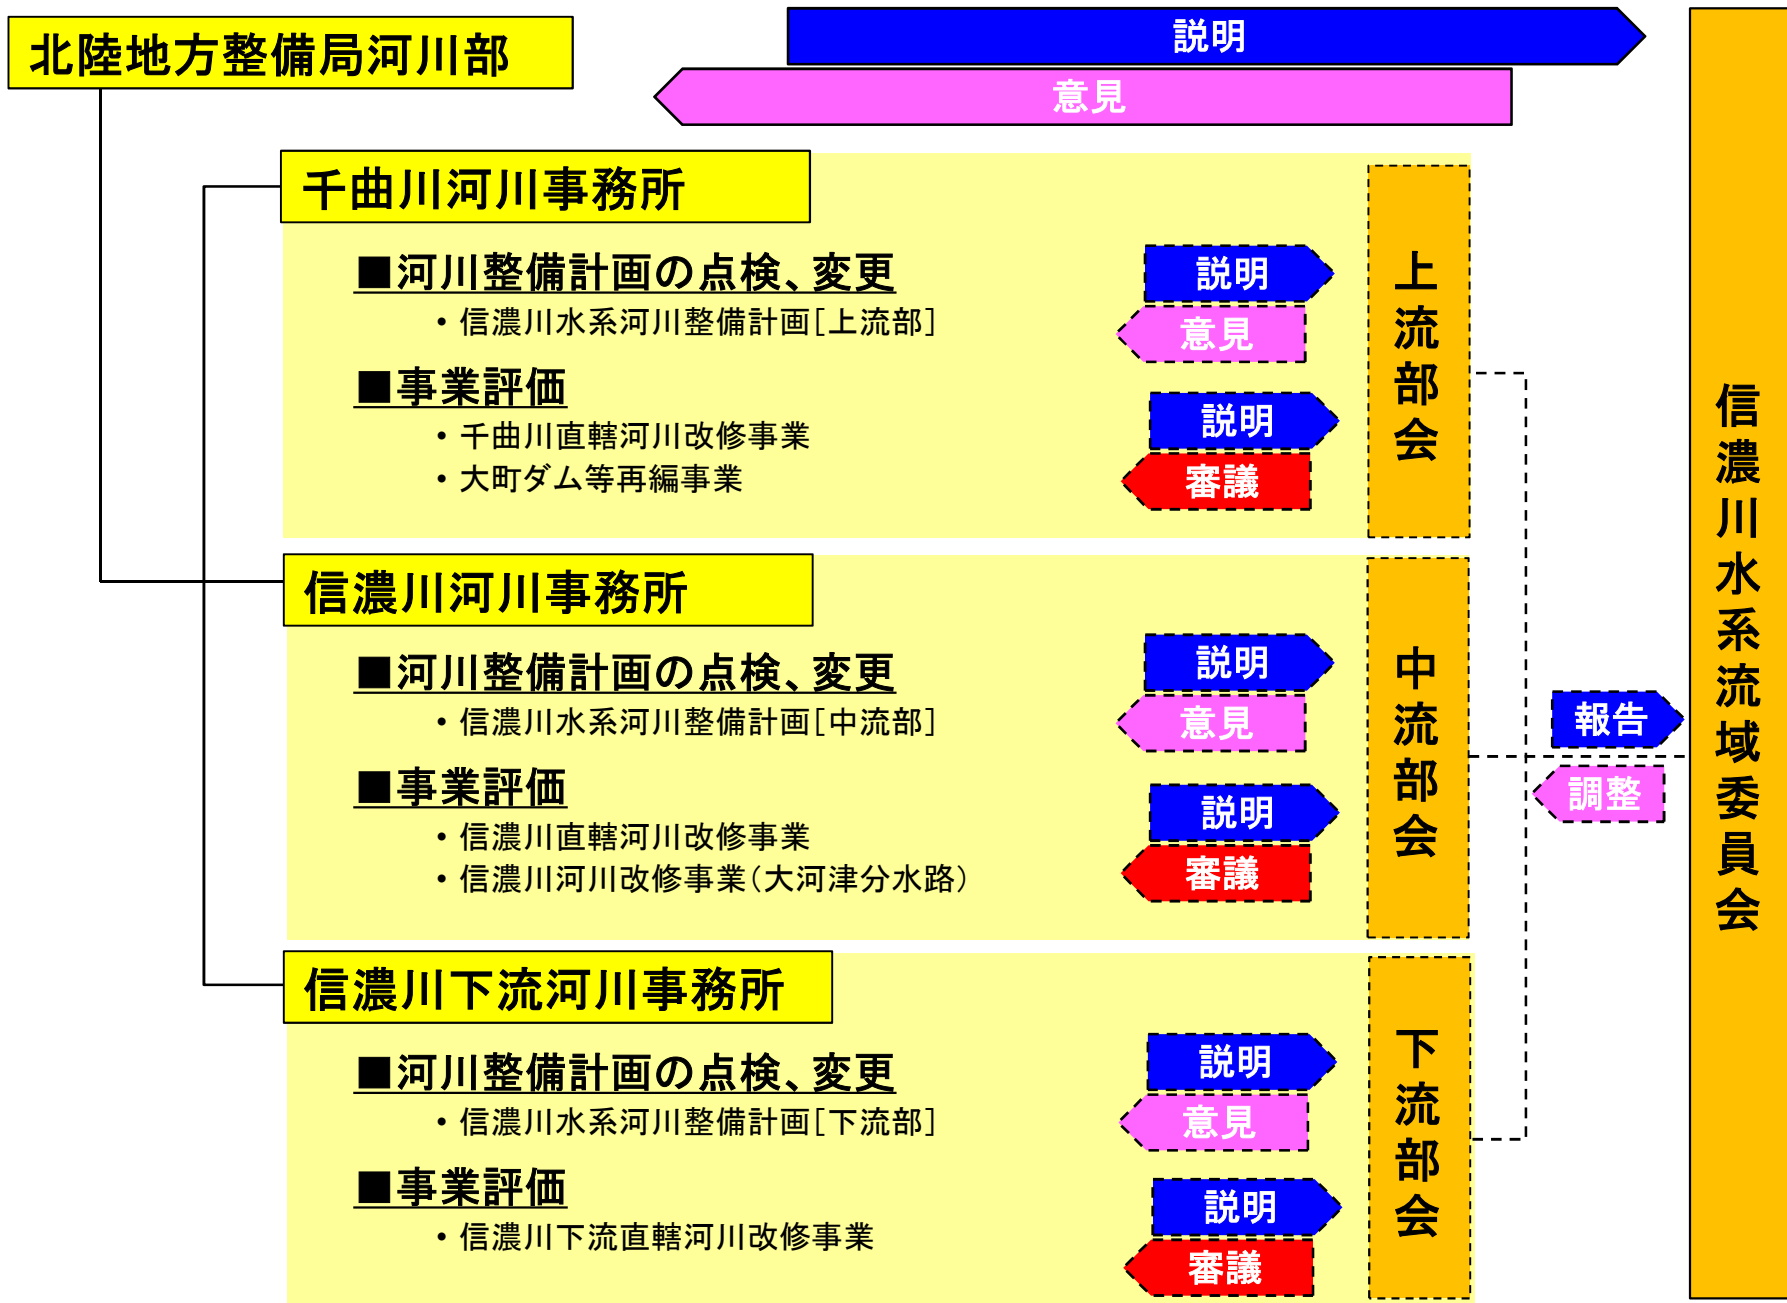 北陸地方整備局河川部
説明
意見
千曲川河川事務所
■河川整備計画の点検、変更
・信濃川水系河川整備計画[上流部]
説明
意見
■事業評価
・千曲川直轄河川改修事業
・大町ダム等再編事業
説明
審議
上流部会
信濃川河川事務所
■河川整備計画の点検、変更
・信濃川水系河川整備計画[中流部]
説明
意見
■事業評価
・信濃川直轄河川改修事業
・信濃川河川改修事業(大河津分水路)
説明
審議
中流部会
信濃川下流河川事務所
■河川整備計画の点検、変更
・信濃川水系河川整備計画[下流部]
説明
意見
■事業評価
・信濃川下流直轄河川改修事業
説明
審議
下流部会
報告
調整
信濃川水系流域委員会